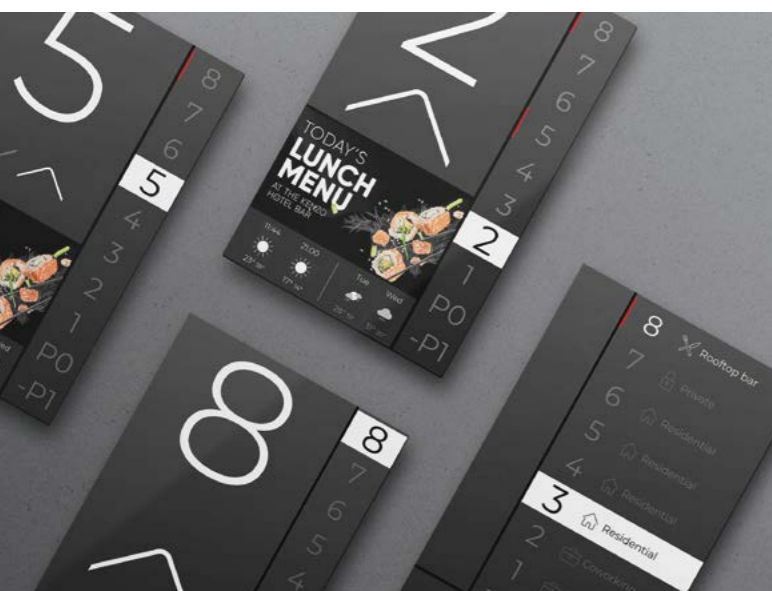 5
8
7
6
5
4
3
2
1
P0
-P1
2
TODAY'S
LUNCH
MENU
AT THE KENZO
HOTEL BAR
11:44
21:00
Tue
Wed
8
7
6
5
4
3
2
1
P0
-P1
8
8
7
6
5
4
8 Rooftop bar
7 Private
6 Residential
5 Residential
4 Residential
3 Residential
2 Coworking
1